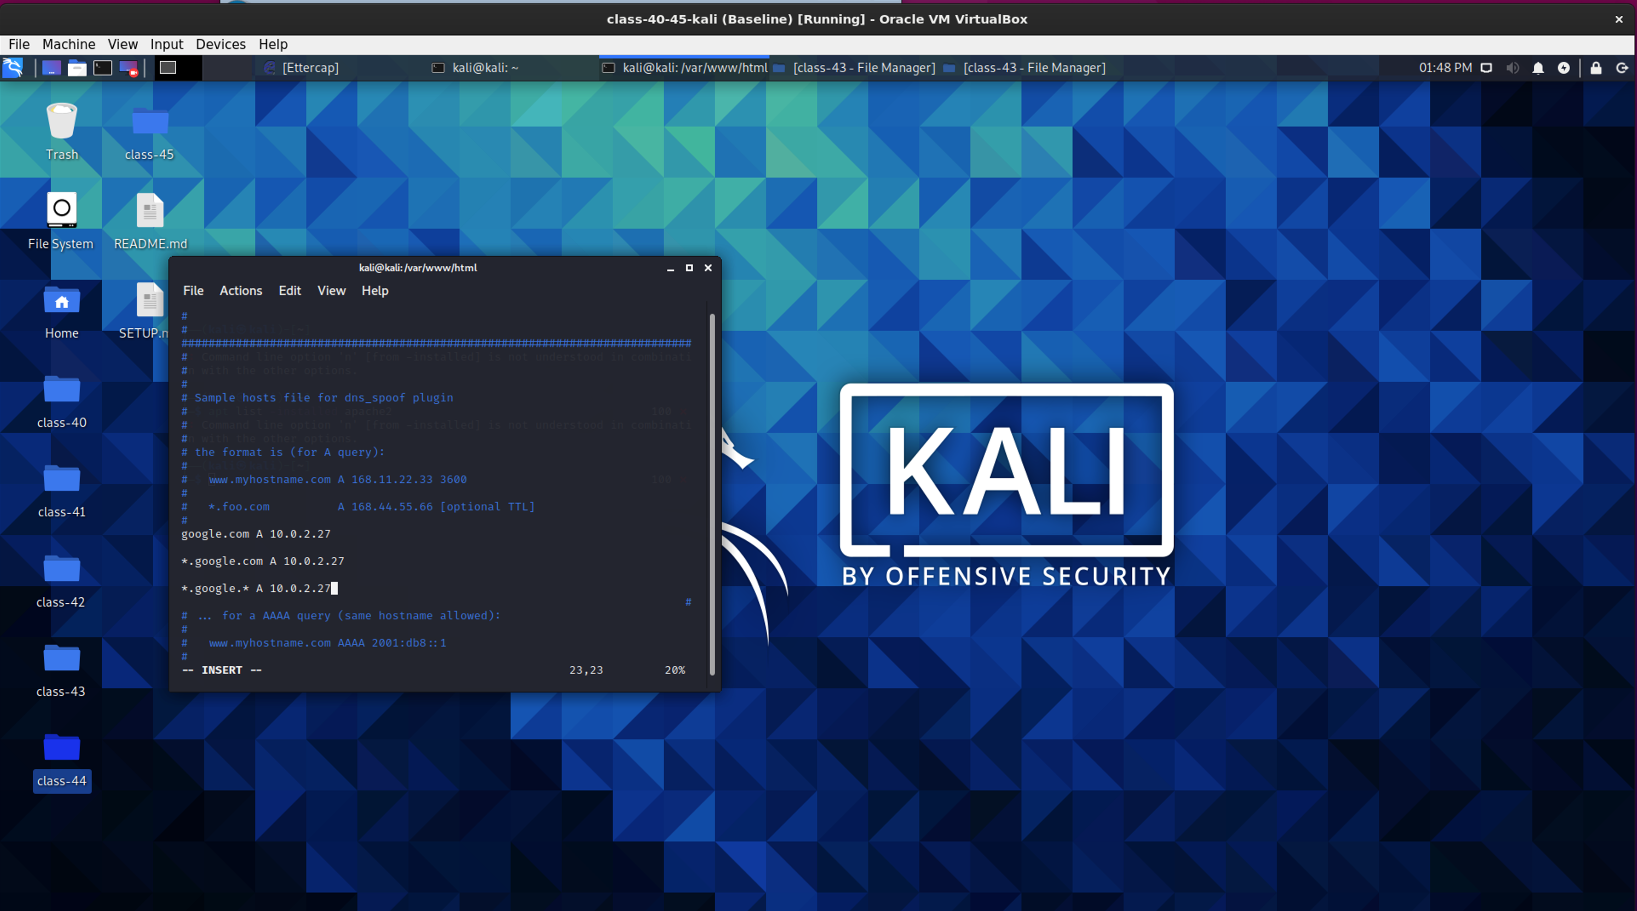 class-40-45-kali (Baseline) [Running] - Oracle VM VirtualBox
File Machine View Input Devices Help
[Ettercap] kali@kali: ~ kali@kali: /var/www/html [class-43 - File Manager] [class-43 - File Manager] 01:48 PM
Trash
class-45
File System
README.md
Home
SETUP.m
class-40
class-41
class-42
class-43
class-44
kali@kali: /var/www/html
File Actions Edit View Help
#
#
###########################################################################
#
#
#
# Sample hosts file for dns_spoof plugin
#
#
#
# the format is (for A query):
#
#   www.myhostname.com A 168.11.22.33 3600
#
#   *.foo.com          A 168.44.55.66 [optional TTL]
#
google.com A 10.0.2.27
*.google.com A 10.0.2.27
*.google.* A 10.0.2.27
#
# ... for a AAAA query (same hostname allowed):
#
#   www.myhostname.com AAAA 2001:db8::1
#
-- INSERT -- 23,23 20%
KALI
BY OFFENSIVE SECURITY